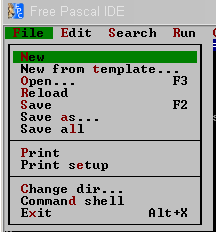 Free Pascal IDE
File Edit Search Run
New
New from template...
Open... F3
Reload
Save F2
Save as...
Save all
Print
Print setup
Change dir...
Command shell
Exit Alt+X